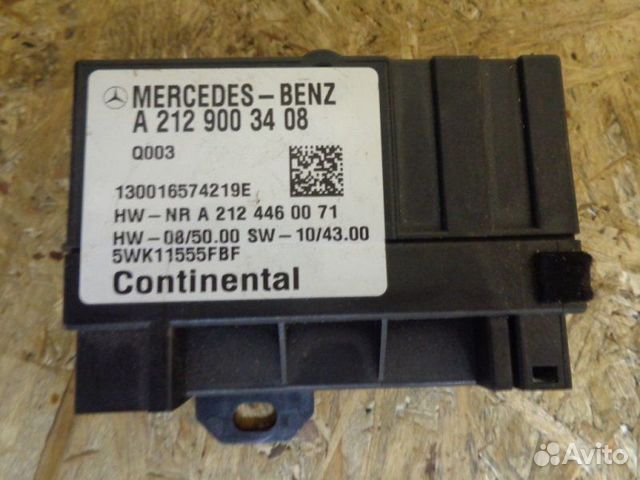 MERCEDES-BENZ
A 212 900 34 08
Q003
130016574219E
HW-NR A 212 446 00 71
HW-08/50.00 SW-10/43.00
5WK11555FBF
Continental
Avito